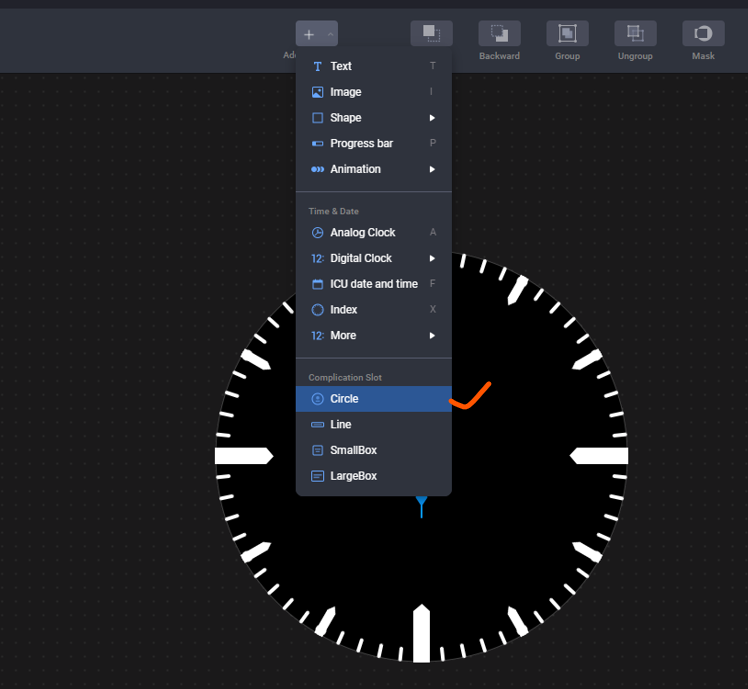 +
Ad
Backward
Group
Ungroup
Mask
Text T
Image I
Shape
Progress bar P
Animation
Time & Date
Analog Clock A
12: Digital Clock
ICU date and time F
Index X
12: More
Complication Slot
Circle
Line
SmallBox
LargeBox